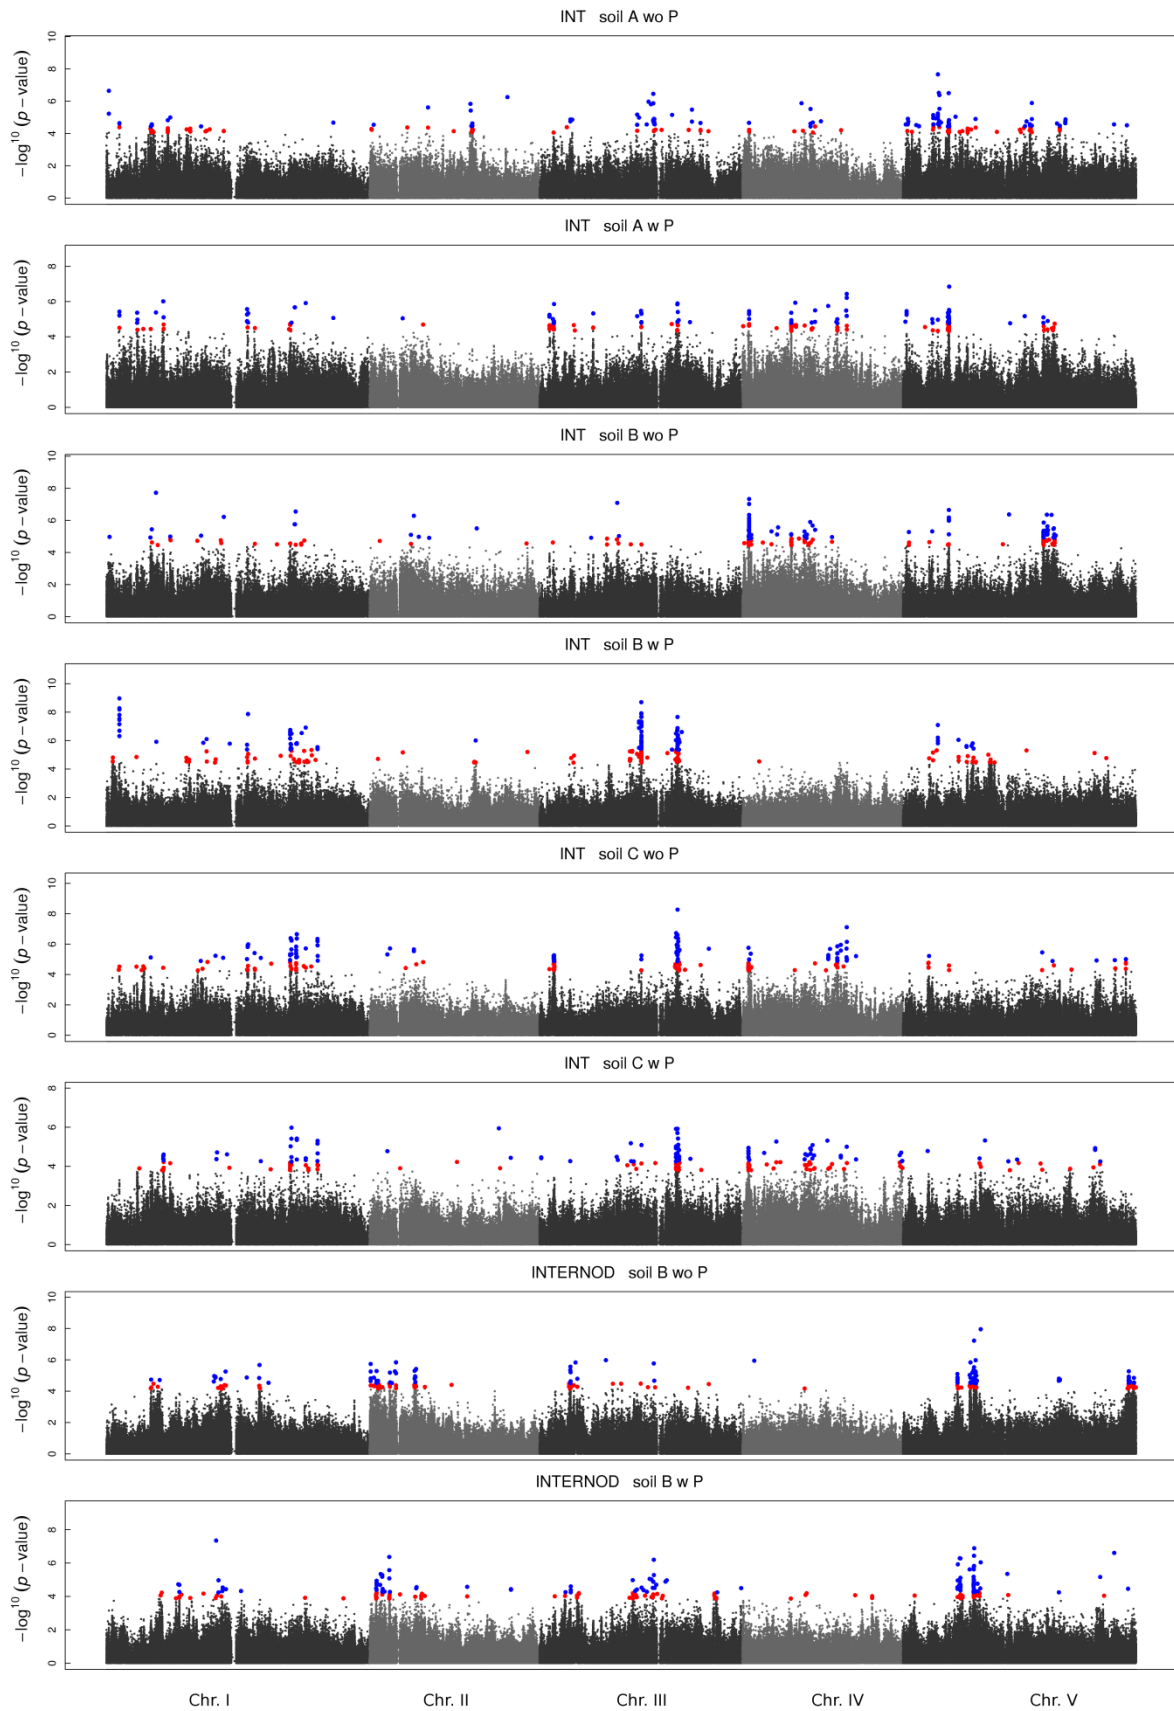 INT soil A wo P
−log10 (p − value)
0 2 4 6 8 10
INT soil A w P
−log10 (p − value)
0 2 4 6 8
INT soil B wo P
−log10 (p − value)
0 2 4 6 8 10
INT soil B w P
−log10 (p − value)
0 2 4 6 8 10
INT soil C wo P
−log10 (p − value)
0 2 4 6 8 10
INT soil C w P
−log10 (p − value)
0 2 4 6 8
INTERNOD soil B wo P
−log10 (p − value)
0 2 4 6 8 10
INTERNOD soil B w P
−log10 (p − value)
0 2 4 6 8
Chr. I Chr. II Chr. III Chr. IV Chr. V